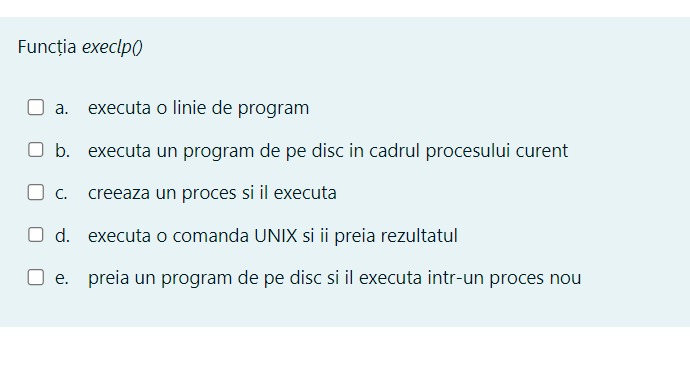 Funcția execlp()
a. executa o linie de program
b. executa un program de pe disc in cadrul procesului curent
c. creeaza un proces si il executa
d. executa o comanda UNIX si ii preia rezultatul
e. preia un program de pe disc si il executa intr-un proces nou